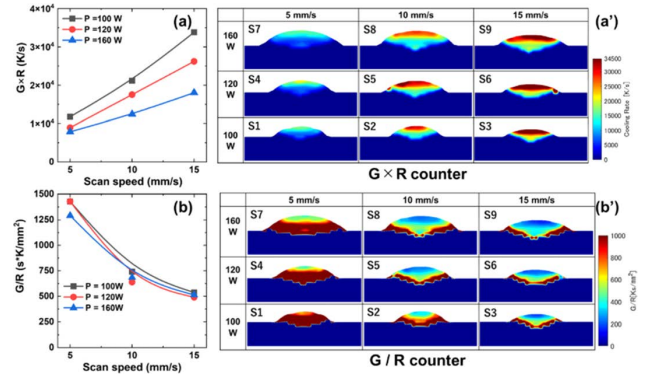 (a)
P =100 W
P =120 W
P =160 W
G×R (K/s)
4×10⁴
3×10⁴
2×10⁴
1×10⁴
5 10 15
Scan speed (mm/s)
(a')
5 mm/s 10 mm/s 15 mm/s
160 W
S7 S8 S9
120 W
S4 S5 S6
100 W
S1 S2 S3
34500
30000
25000
20000
15000
10000
5000
0
Cooling Rate [K/s]
G×R counter
(b)
G/R (s*K/mm²)
1500
1250
1000
750
500
250
0
P = 100W
P = 120W
P = 160W
5 10 15
Scan speed (mm/s)
(b')
5 mm/s 10 mm/s 15 mm/s
160 W
S7 S8 S9
120 W
S4 S5 S6
100 W
S1 S2 S3
1000
800
600
400
200
0
G/R[Ks/mm²]
G / R counter